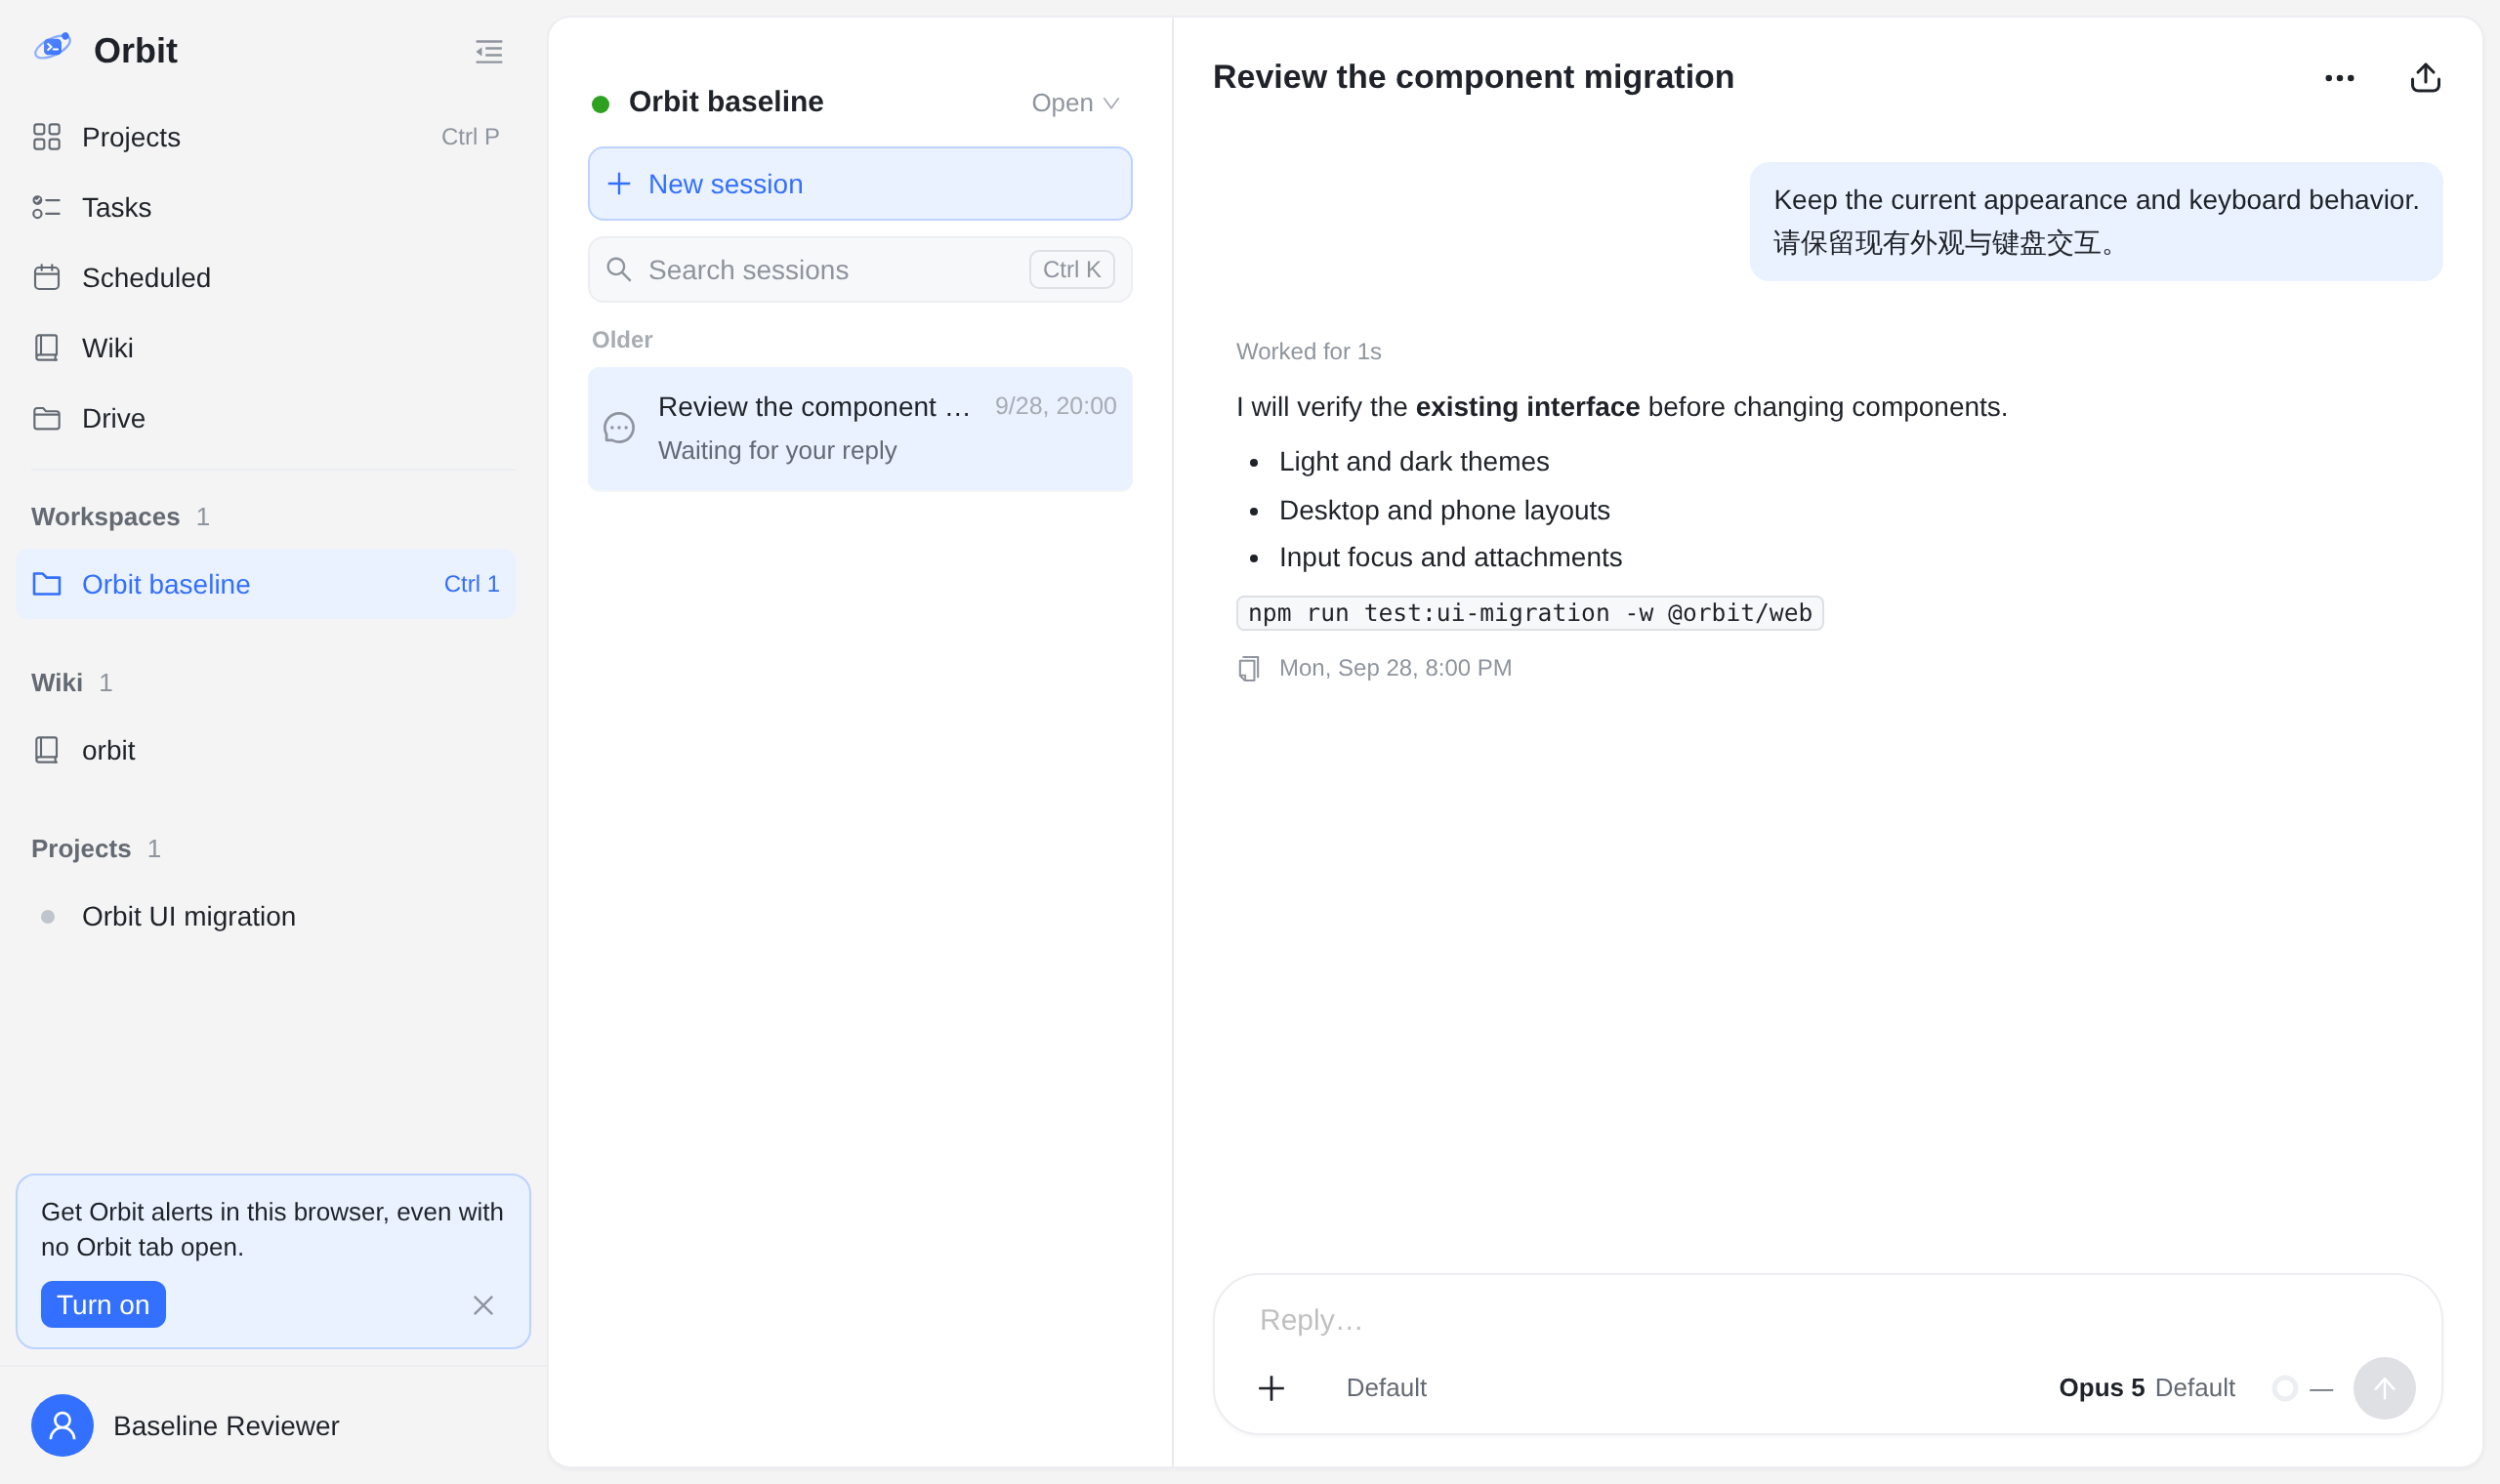 Orbit
Projects Ctrl P
Tasks
Scheduled
Wiki
Drive
Workspaces 1
Orbit baseline Ctrl 1
Wiki 1
orbit
Projects 1
Orbit UI migration
Get Orbit alerts in this browser, even with
no Orbit tab open.
Turn on
Baseline Reviewer
Orbit baseline Open
New session
Search sessions Ctrl K
Older
Review the component … 9/28, 20:00
Waiting for your reply
Review the component migration
Keep the current appearance and keyboard behavior.
请保留现有外观与键盘交互。
Worked for 1s
I will verify the existing interface before changing components.
• Light and dark themes
• Desktop and phone layouts
• Input focus and attachments
npm run test:ui-migration -w @orbit/web
Mon, Sep 28, 8:00 PM
Reply…
Default Opus 5 Default —